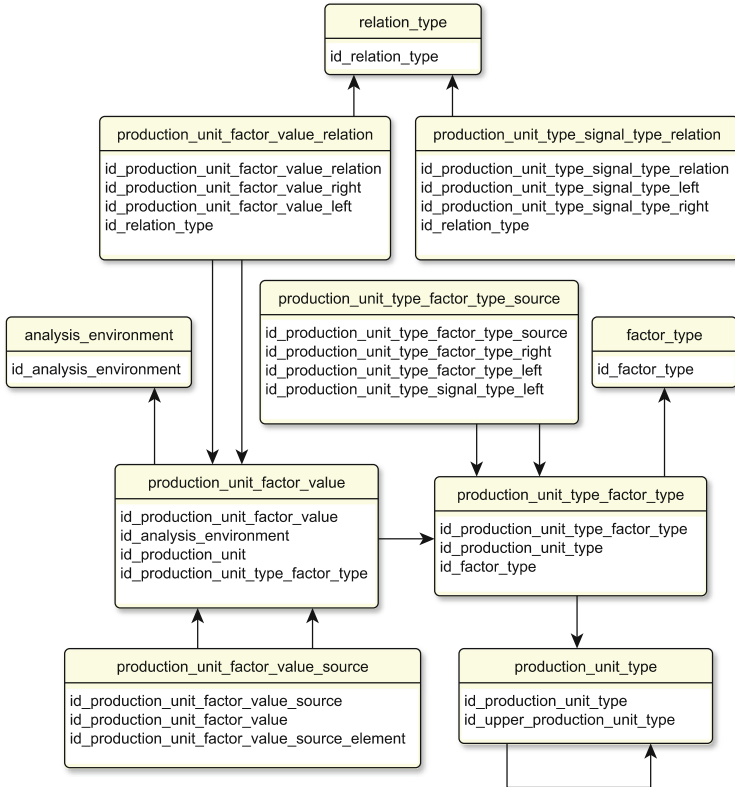 relation_type
id_relation_type
production_unit_factor_value_relation
id_production_unit_factor_value_relation
id_production_unit_factor_value_right
id_production_unit_factor_value_left
id_relation_type
production_unit_type_signal_type_relation
id_production_unit_type_signal_type_relation
id_production_unit_type_signal_type_left
id_production_unit_type_signal_type_right
id_relation_type
production_unit_type_factor_type_source
id_production_unit_type_factor_type_source
id_production_unit_type_factor_type_right
id_production_unit_type_factor_type_left
id_production_unit_type_signal_type_left
analysis_environment
id_analysis_environment
factor_type
id_factor_type
production_unit_factor_value
id_production_unit_factor_value
id_analysis_environment
id_production_unit
id_production_unit_type_factor_type
production_unit_type_factor_type
id_production_unit_type_factor_type
id_production_unit_type
id_factor_type
production_unit_factor_value_source
id_production_unit_factor_value_source
id_production_unit_factor_value
id_production_unit_factor_value_source_element
production_unit_type
id_production_unit_type
id_upper_production_unit_type